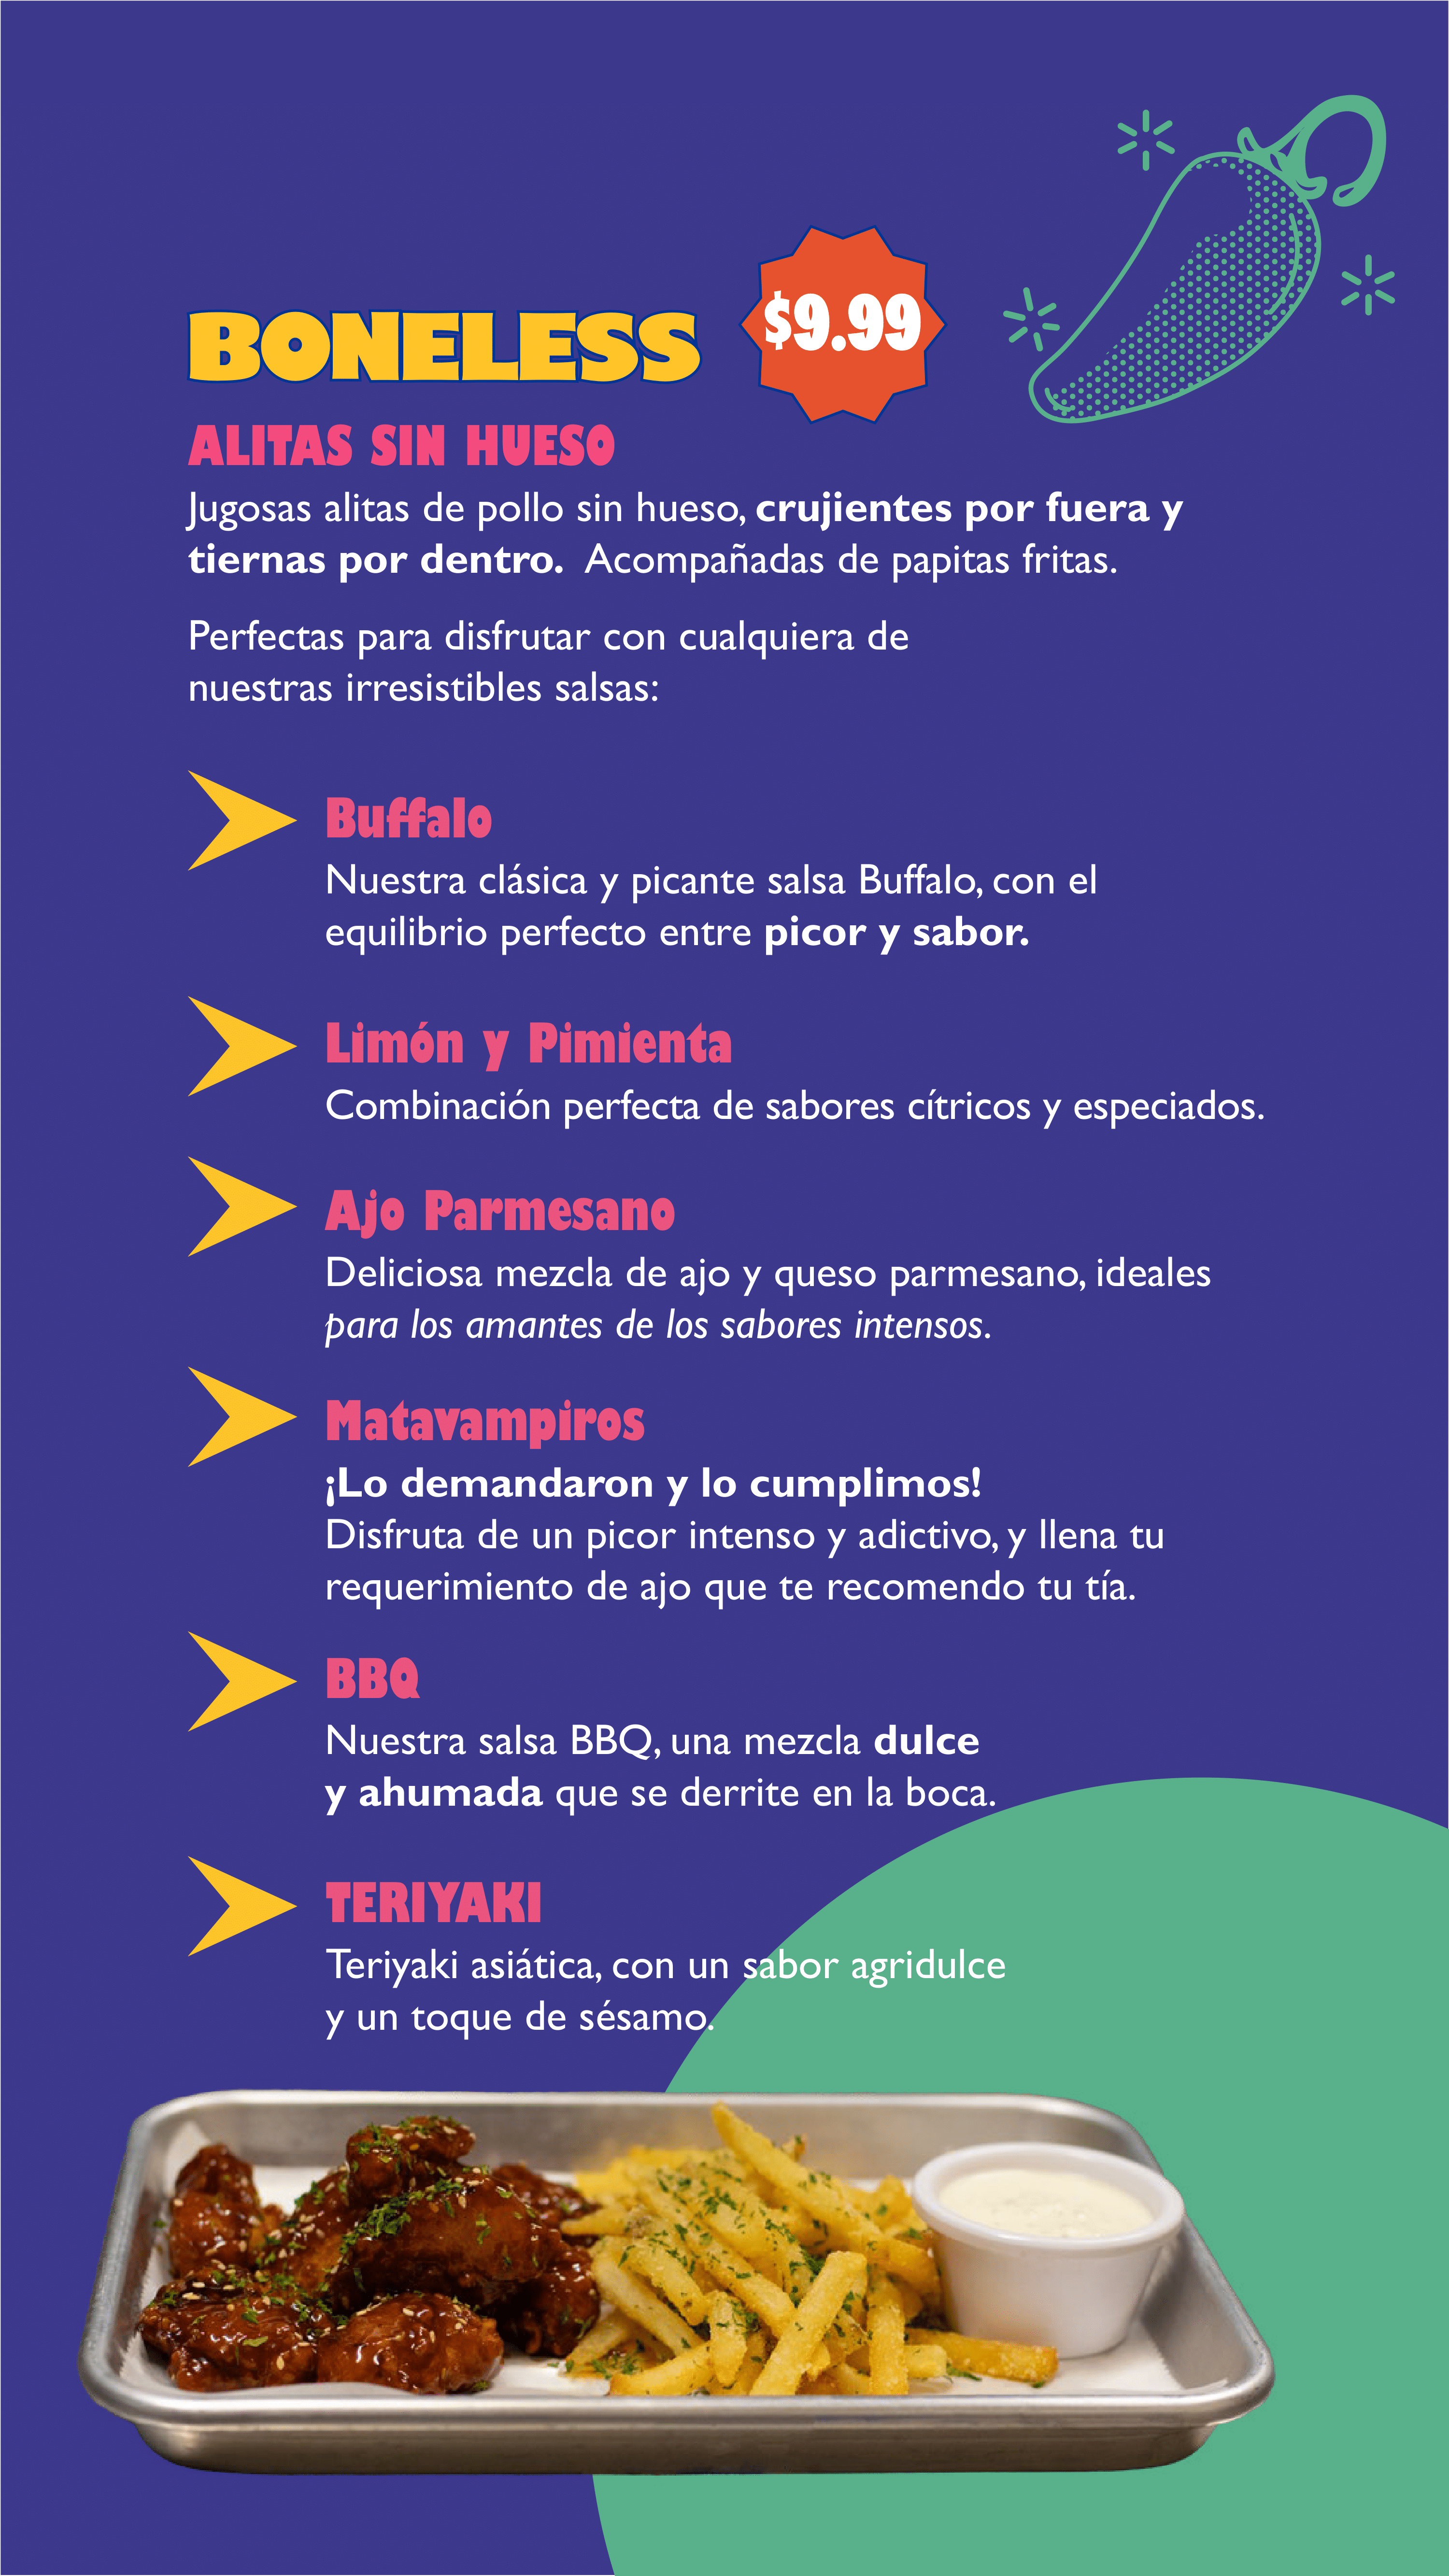 BONELESS
$9.99
ALITAS SIN HUESO
Jugosas alitas de pollo sin hueso, crujientes por fuera y
tiernas por dentro. Acompañadas de papitas fritas.
Perfectas para disfrutar con cualquiera de
nuestras irresistibles salsas:
Buffalo
Nuestra clásica y picante salsa Buffalo, con el
equilibrio perfecto entre picor y sabor.
Limón y Pimienta
Combinación perfecta de sabores cítricos y especiados.
Ajo Parmesano
Deliciosa mezcla de ajo y queso parmesano, ideales
para los amantes de los sabores intensos.
Matavampiros
¡Lo demandaron y lo cumplimos!
Disfruta de un picor intenso y adictivo, y llena tu
requerimiento de ajo que te recomendo tu tía.
BBQ
Nuestra salsa BBQ, una mezcla dulce
y ahumada que se derrite en la boca.
TERIYAKI
Teriyaki asiática, con un sabor agridulce
y un toque de sésamo.